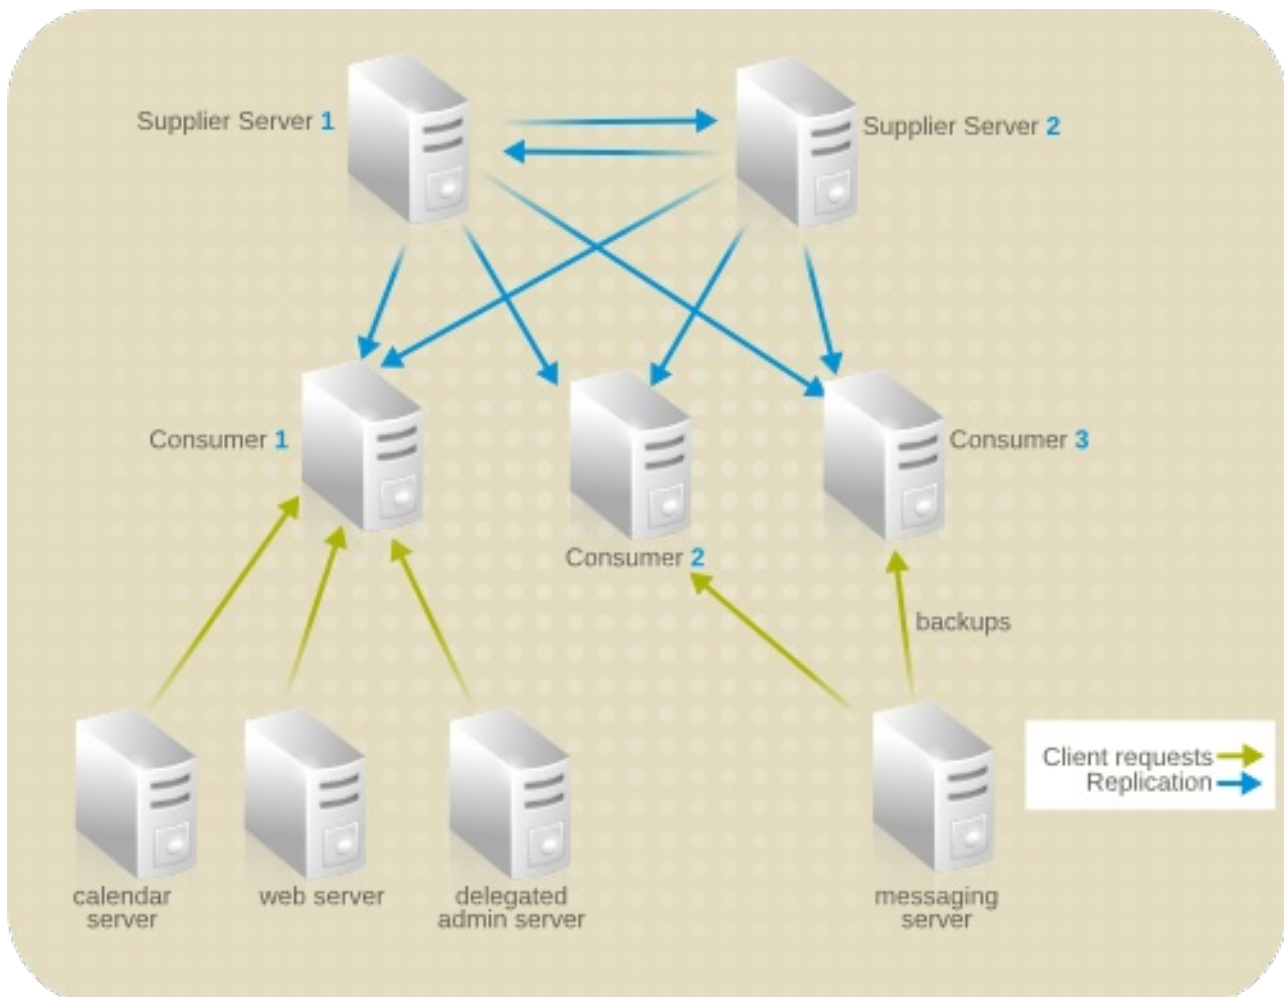 Supplier Server 1
Supplier Server 2
Consumer 1
Consumer 3
Consumer 2
backups
Client requests
Replication
calendar
server
web server
delegated
admin server
messaging
server